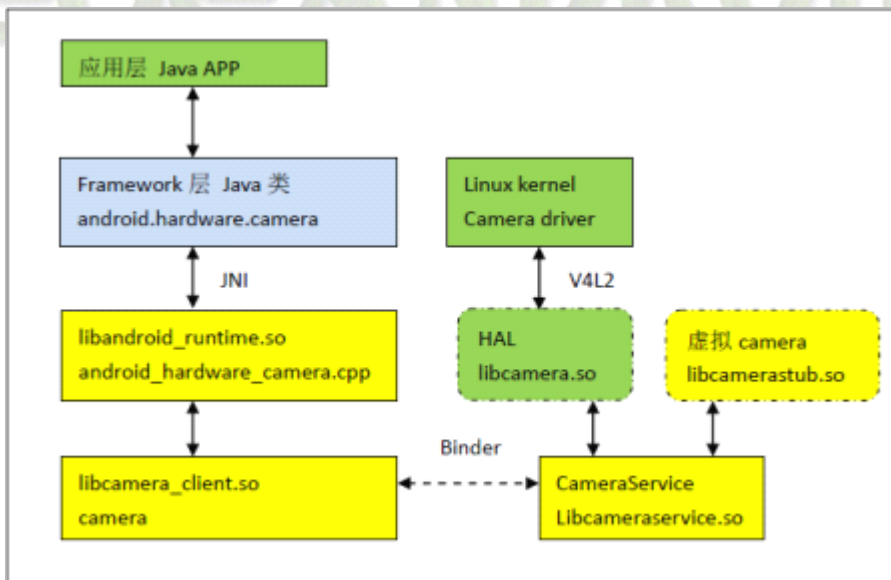 应用层 Java APP
Framework 层 Java 类
android.hardware.camera
JNI
libandroid_runtime.so
android_hardware_camera.cpp
libcamera_client.so
camera
Linux kernel
Camera driver
V4L2
HAL
libcamera.so
虚拟 camera
libcamerastub.so
Binder
CameraService
Libcameraservice.so